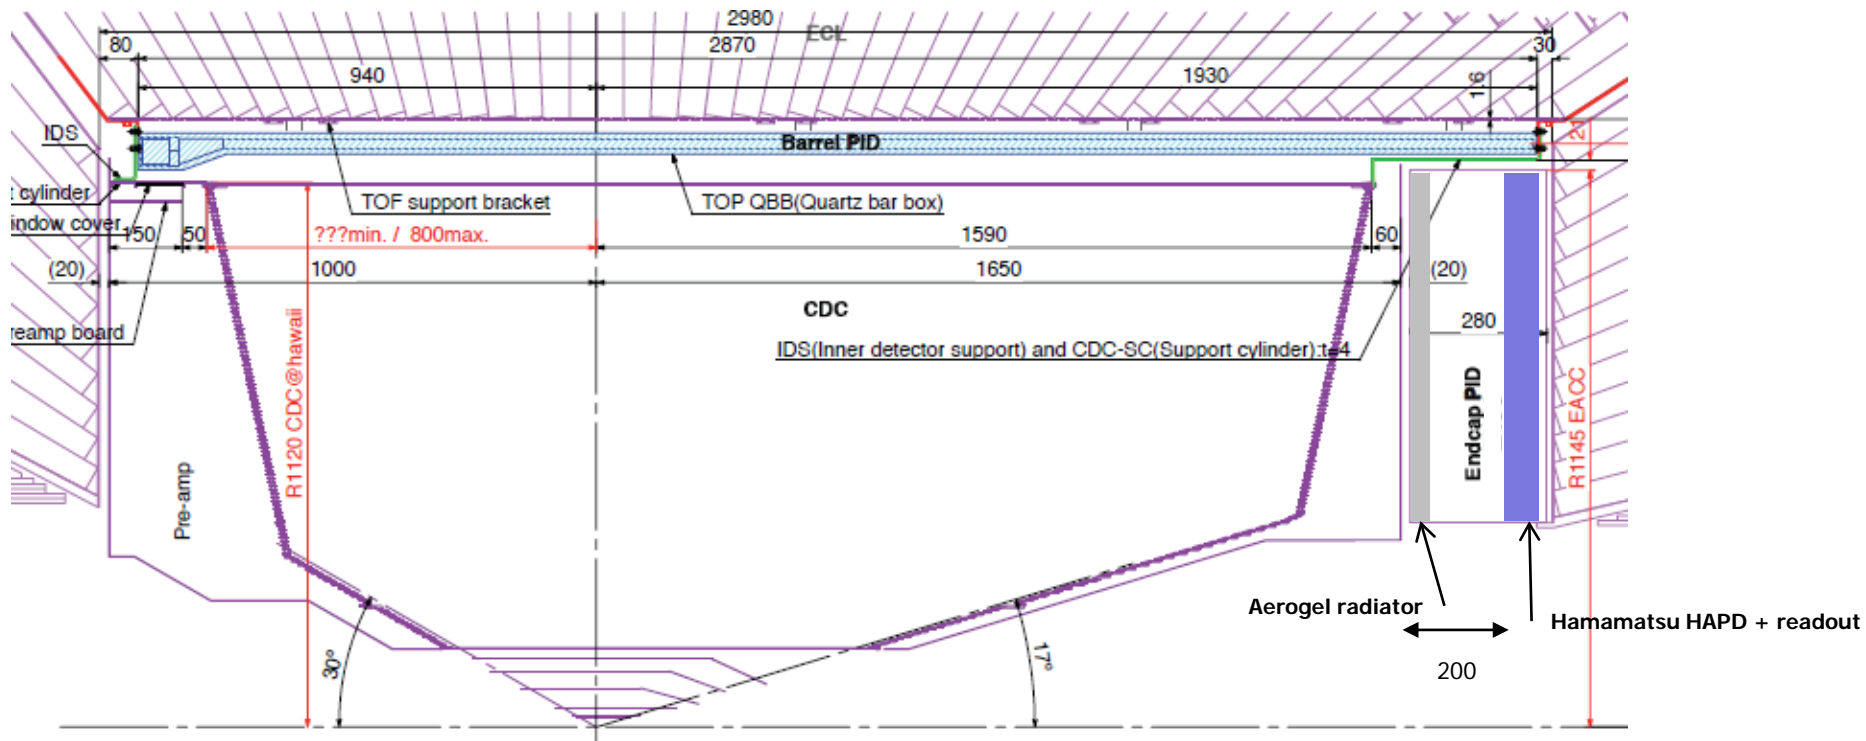 2980
ECL
80
2870
30
940
1930
1.6
IDS
Barrel PID
21
t cylinder
TOF support bracket
TOP QBB(Quartz bar box)
indow cover
150
50
???min. / 800max.
1590
60
(20)
1000
1650
(20)
CDC
reamp board
280
IDS(Inner detector support) and CDC-SC(Support cylinder):t=4
R1120 CDC@hawaii
Endcap PID
R1145 EACC
Pre-amp
Aerogel radiator
Hamamatsu HAPD + readout
200
30°
17°